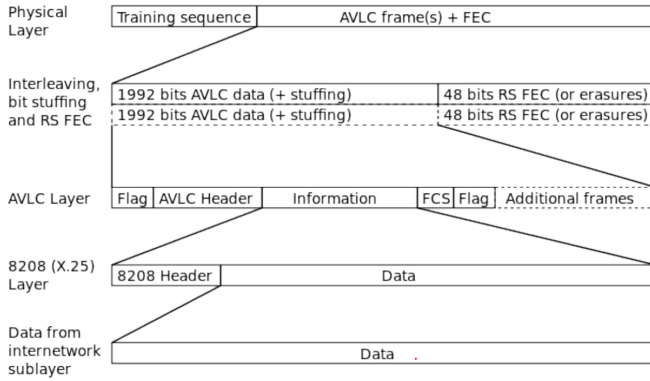 Physical
Layer
Training sequence
AVLC frame(s) + FEC
Interleaving,
bit stuffing
and RS FEC
1992 bits AVLC data (+ stuffing)
48 bits RS FEC (or erasures)
1992 bits AVLC data (+ stuffing)
48 bits RS FEC (or erasures)
AVLC Layer
Flag
AVLC Header
Information
FCS
Flag
Additional frames
8208 (X.25)
Layer
8208 Header
Data
Data from
internetwork
sublayer
Data